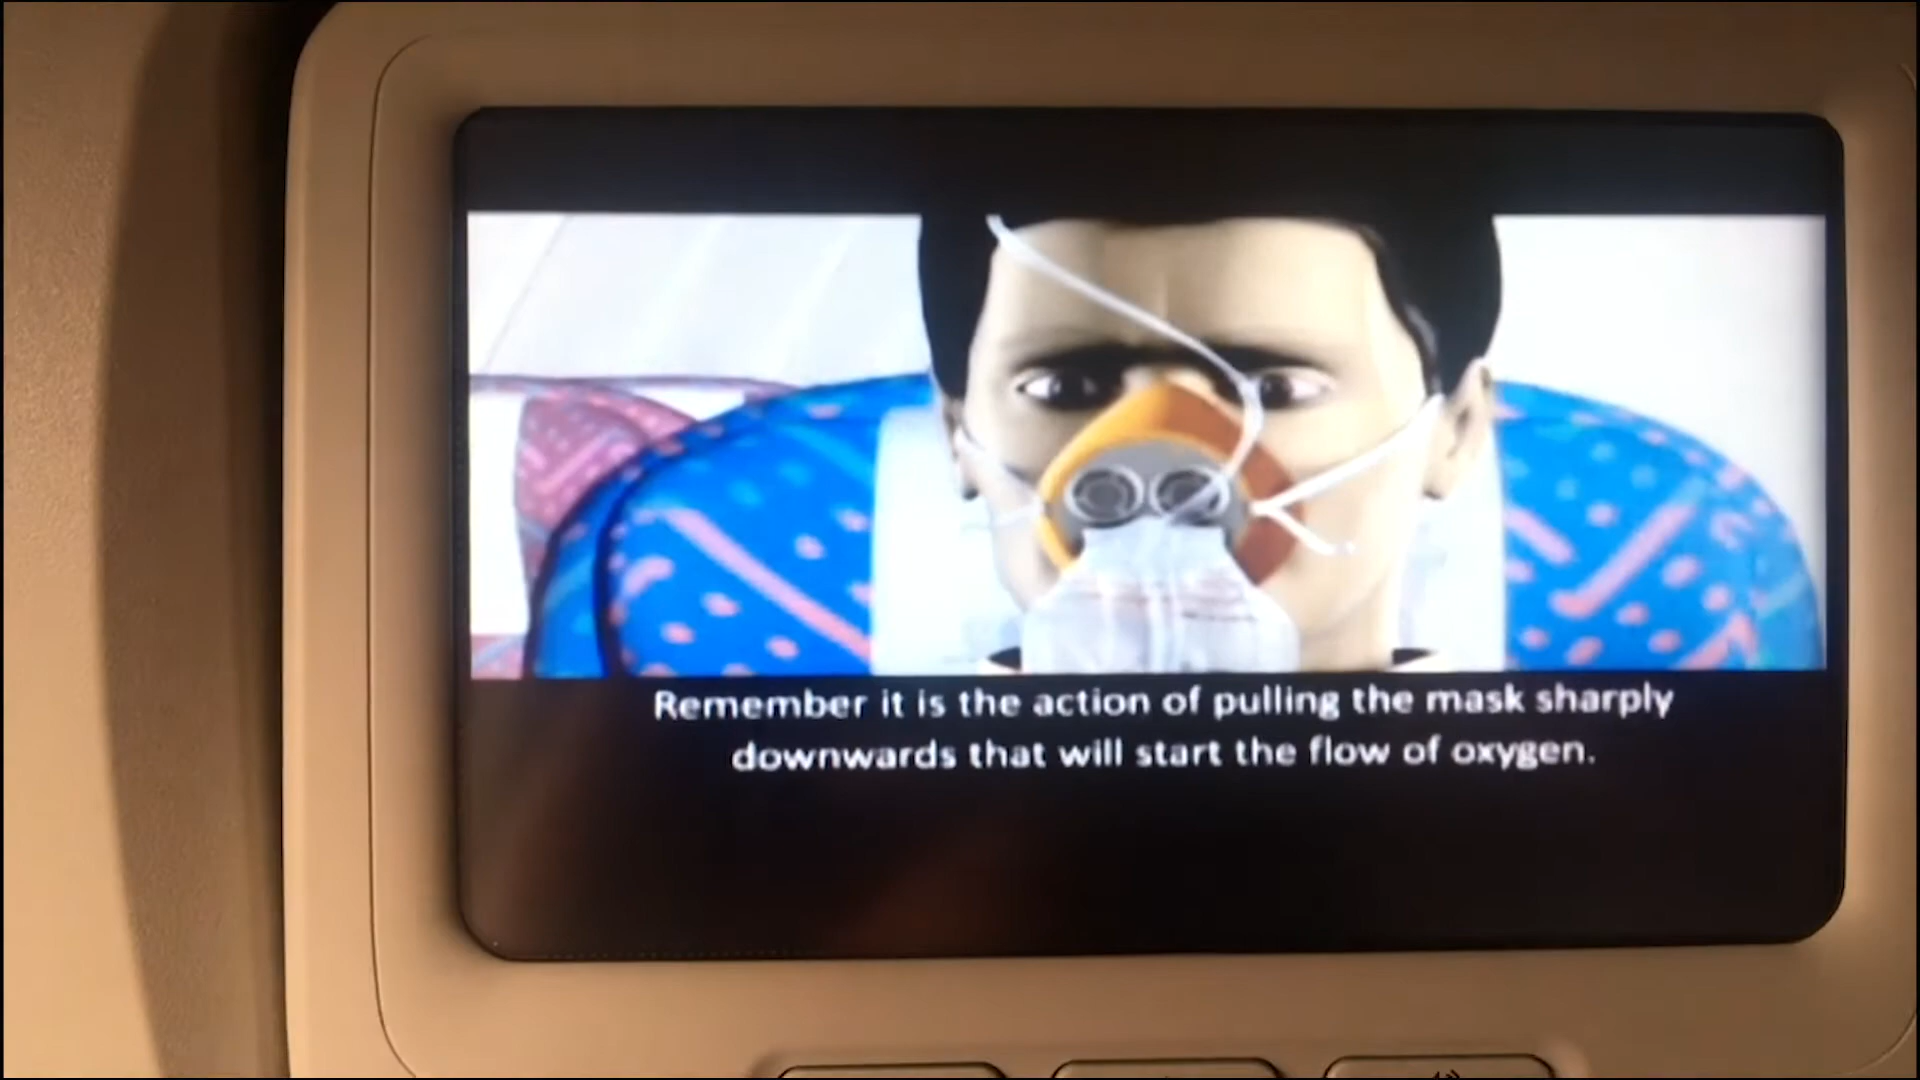 Remember it is the action of pulling the mask sharply
downwards that will start the flow of oxygen.